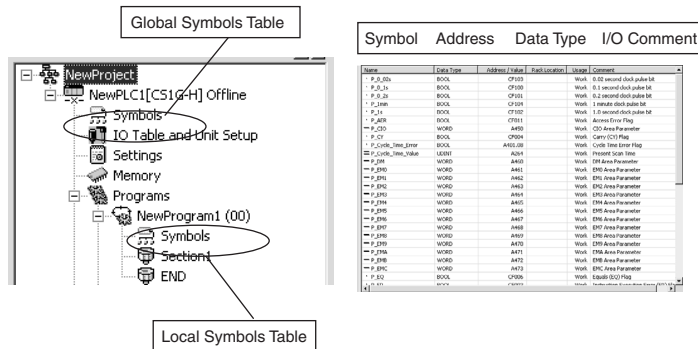 Global Symbols Table
NewProject
NewPLC1[CS1G-H] Offline
Symbols
IO Table and Unit Setup
Settings
Memory
Programs
NewProgram1 (00)
Symbols
Section1
END
Local Symbols Table
Symbol Address Data Type I/O Comment
Name Data Type Address / Value Rack Location Usage Comment
P_0_02s BOOL CF103 Work 0.02 second clock pulse bit
P_0_1s BOOL CF100 Work 0.1 second clock pulse bit
P_0_2s BOOL CF101 Work 0.2 second clock pulse bit
P_1min BOOL CF104 Work 1 minute clock pulse bit
P_1s BOOL CF102 Work 1.0 second clock pulse bit
P_AER BOOL CF011 Work Access Error Flag
P_CIO WORD A450 Work CIO Area Parameter
P_CY BOOL CF004 Work Carry (CY) Flag
P_Cycle_Time_Error BOOL A401.08 Work Cycle Time Error Flag
P_Cycle_Time_Value UDINT A264 Work Present Scan Time
P_DM WORD A460 Work DM Area Parameter
P_EM0 WORD A461 Work EM0 Area Parameter
P_EM1 WORD A462 Work EM1 Area Parameter
P_EM2 WORD A463 Work EM2 Area Parameter
P_EM3 WORD A464 Work EM3 Area Parameter
P_EM4 WORD A465 Work EM4 Area Parameter
P_EM5 WORD A466 Work EM5 Area Parameter
P_EM6 WORD A467 Work EM6 Area Parameter
P_EM7 WORD A468 Work EM7 Area Parameter
P_EM8 WORD A469 Work EM8 Area Parameter
P_EM9 WORD A470 Work EM9 Area Parameter
P_EMA WORD A471 Work EMA Area Parameter
P_EMB WORD A472 Work EMB Area Parameter
P_EMC WORD A473 Work EMC Area Parameter
P_EQ BOOL CF006 Work Equals (EQ) Flag